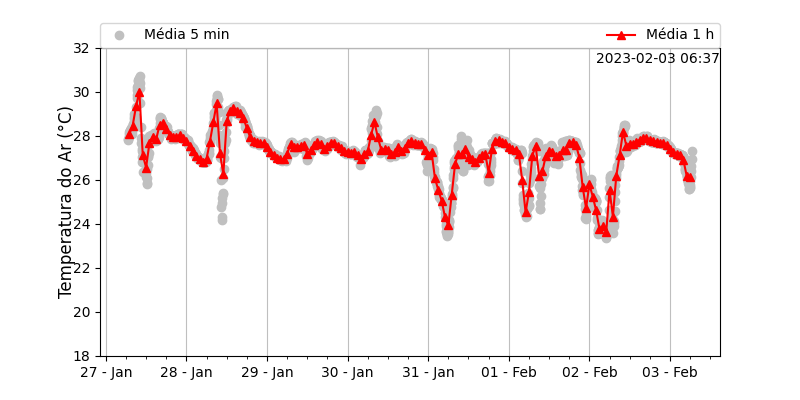 Média 5 min
Média 1 h
2023-02-03 06:37
Temperatura do Ar (°C)
32
30
28
26
24
22
20
18
27 - Jan
28 - Jan
29 - Jan
30 - Jan
31 - Jan
01 - Feb
02 - Feb
03 - Feb